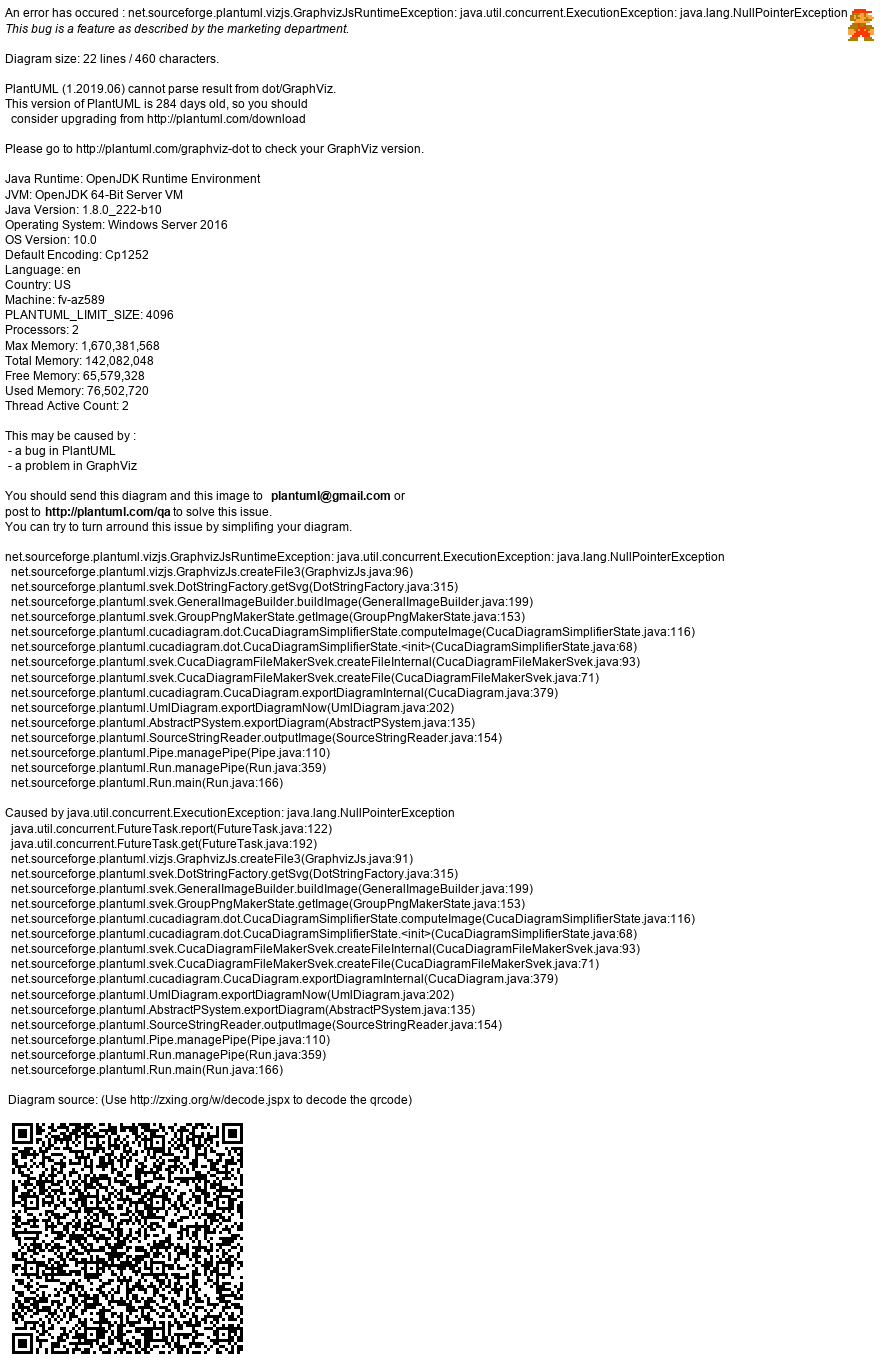 An error has occured : net.sourceforge.plantuml.vizjs.GraphvizJsRuntimeException: java.util.concurrent.ExecutionException: java.lang.NullPointerException
This bug is a feature as described by the marketing department.
Diagram size: 22 lines / 460 characters.
PlantUML (1.2019.06) cannot parse result from dot/GraphViz.
This version of PlantUML is 284 days old, so you should
consider upgrading from http://plantuml.com/download
Please go to http://plantuml.com/graphviz-dot to check your GraphViz version.
Java Runtime: OpenJDK Runtime Environment
JVM: OpenJDK 64-Bit Server VM
Java Version: 1.8.0_222-b10
Operating System: Windows Server 2016
OS Version: 10.0
Default Encoding: Cp1252
Language: en
Country: US
Machine: fv-az589
PLANTUML_LIMIT_SIZE: 4096
Processors: 2
Max Memory: 1,670,381,568
Total Memory: 142,082,048
Free Memory: 65,579,328
Used Memory: 76,502,720
Thread Active Count: 2
This may be caused by :
- a bug in PlantUML
- a problem in GraphViz
You should send this diagram and this image to plantuml@gmail.com or
post to http://plantuml.com/qa to solve this issue.
You can try to turn arround this issue by simplifing your diagram.
net.sourceforge.plantuml.vizjs.GraphvizJsRuntimeException: java.util.concurrent.ExecutionException: java.lang.NullPointerException
net.sourceforge.plantuml.vizjs.GraphvizJs.createFile3(GraphvizJs.java:96)
net.sourceforge.plantuml.svek.DotStringFactory.getSvg(DotStringFactory.java:315)
net.sourceforge.plantuml.svek.GeneralImageBuilder.buildImage(GeneralImageBuilder.java:199)
net.sourceforge.plantuml.svek.GroupPngMakerState.getImage(GroupPngMakerState.java:153)
net.sourceforge.plantuml.cucadiagram.dot.CucaDiagramSimplifierState.computeImage(CucaDiagramSimplifierState.java:116)
net.sourceforge.plantuml.cucadiagram.dot.CucaDiagramSimplifierState.<init>(CucaDiagramSimplifierState.java:68)
net.sourceforge.plantuml.svek.CucaDiagramFileMakerSvek.createFileInternal(CucaDiagramFileMakerSvek.java:93)
net.sourceforge.plantuml.svek.CucaDiagramFileMakerSvek.createFile(CucaDiagramFileMakerSvek.java:71)
net.sourceforge.plantuml.cucadiagram.CucaDiagram.exportDiagramInternal(CucaDiagram.java:379)
net.sourceforge.plantuml.UmlDiagram.exportDiagramNow(UmlDiagram.java:202)
net.sourceforge.plantuml.AbstractPSystem.exportDiagram(AbstractPSystem.java:135)
net.sourceforge.plantuml.SourceStringReader.outputImage(SourceStringReader.java:154)
net.sourceforge.plantuml.Pipe.managePipe(Pipe.java:110)
net.sourceforge.plantuml.Run.managePipe(Run.java:359)
net.sourceforge.plantuml.Run.main(Run.java:166)
Caused by java.util.concurrent.ExecutionException: java.lang.NullPointerException
java.util.concurrent.FutureTask.report(FutureTask.java:122)
java.util.concurrent.FutureTask.get(FutureTask.java:192)
net.sourceforge.plantuml.vizjs.GraphvizJs.createFile3(GraphvizJs.java:91)
net.sourceforge.plantuml.svek.DotStringFactory.getSvg(DotStringFactory.java:315)
net.sourceforge.plantuml.svek.GeneralImageBuilder.buildImage(GeneralImageBuilder.java:199)
net.sourceforge.plantuml.svek.GroupPngMakerState.getImage(GroupPngMakerState.java:153)
net.sourceforge.plantuml.cucadiagram.dot.CucaDiagramSimplifierState.computeImage(CucaDiagramSimplifierState.java:116)
net.sourceforge.plantuml.cucadiagram.dot.CucaDiagramSimplifierState.<init>(CucaDiagramSimplifierState.java:68)
net.sourceforge.plantuml.svek.CucaDiagramFileMakerSvek.createFileInternal(CucaDiagramFileMakerSvek.java:93)
net.sourceforge.plantuml.svek.CucaDiagramFileMakerSvek.createFile(CucaDiagramFileMakerSvek.java:71)
net.sourceforge.plantuml.cucadiagram.CucaDiagram.exportDiagramInternal(CucaDiagram.java:379)
net.sourceforge.plantuml.UmlDiagram.exportDiagramNow(UmlDiagram.java:202)
net.sourceforge.plantuml.AbstractPSystem.exportDiagram(AbstractPSystem.java:135)
net.sourceforge.plantuml.SourceStringReader.outputImage(SourceStringReader.java:154)
net.sourceforge.plantuml.Pipe.managePipe(Pipe.java:110)
net.sourceforge.plantuml.Run.managePipe(Run.java:359)
net.sourceforge.plantuml.Run.main(Run.java:166)
Diagram source: (Use http://zxing.org/w/decode.jspx to decode the qrcode)